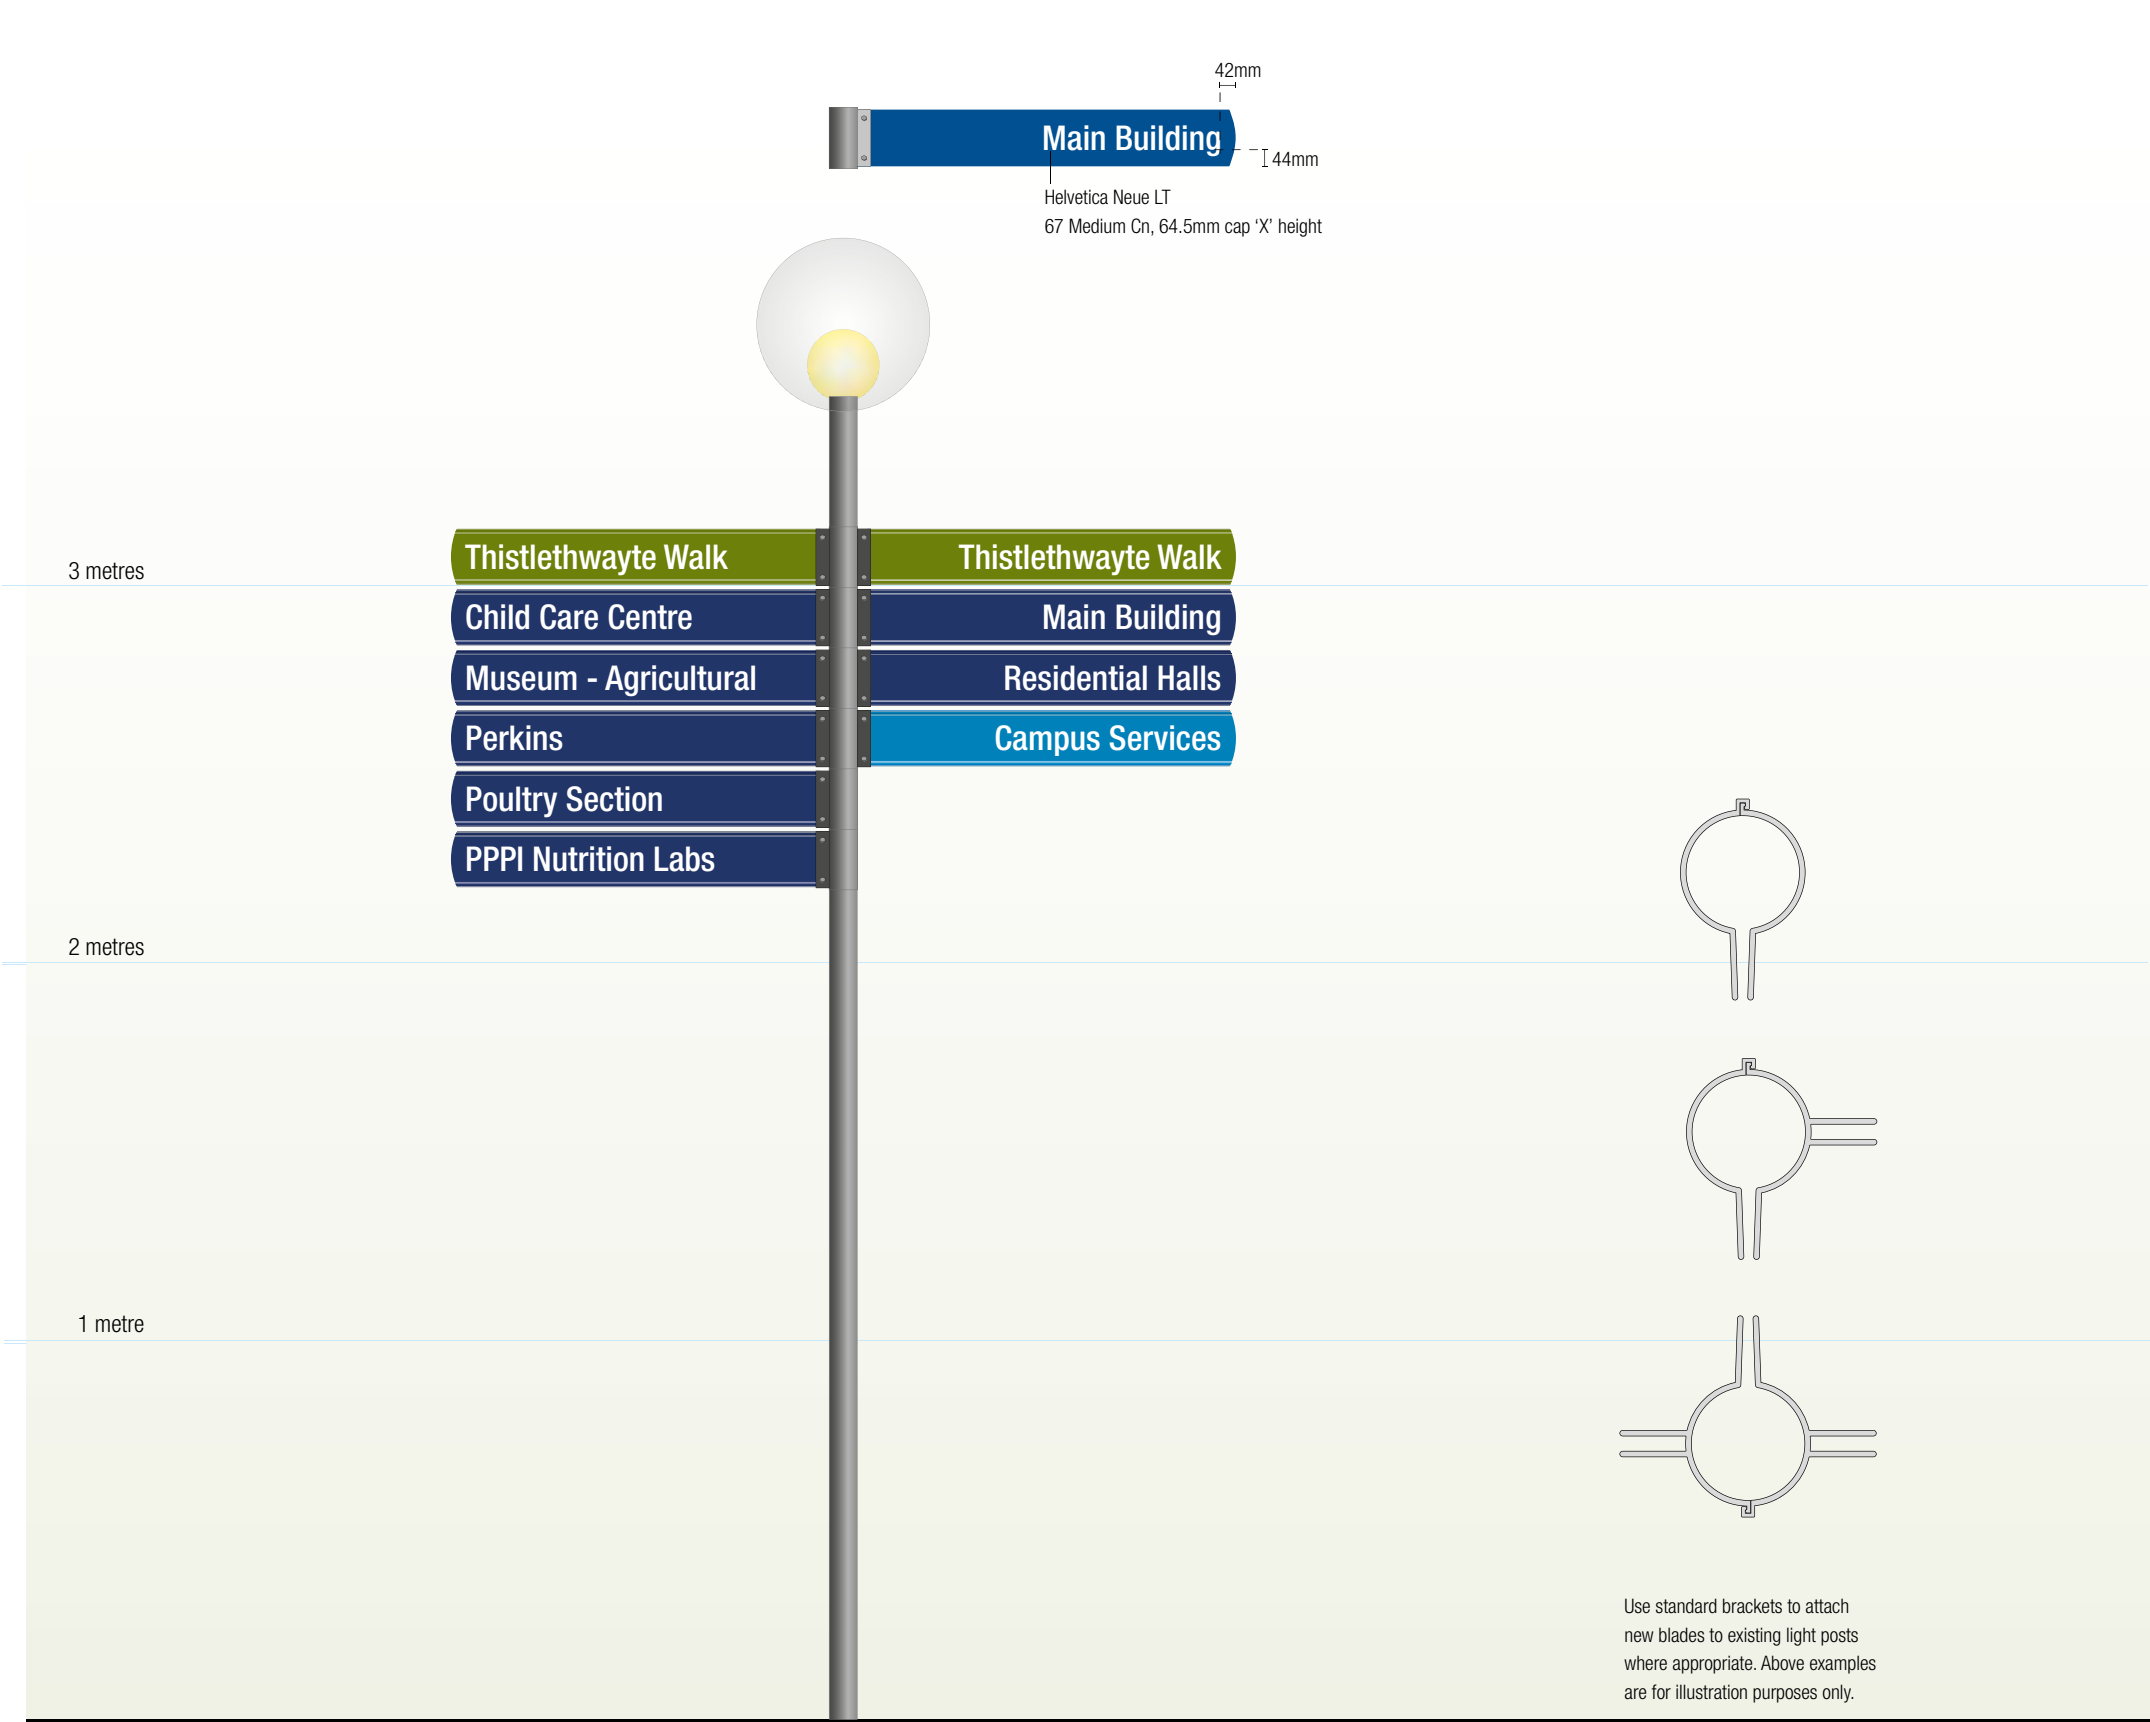 42mm
Main Building
44mm
Helvetica Neue LT
67 Medium Cn, 64.5mm cap ‘X’ height
Thistlethwayte Walk
Thistlethwayte Walk
3 metres
Child Care Centre
Main Building
Museum - Agricultural
Residential Halls
Perkins
Campus Services
Poultry Section
PPPI Nutrition Labs
2 metres
1 metre
Use standard brackets to attach
new blades to existing light posts
where appropriate. Above examples
are for illustration purposes only.